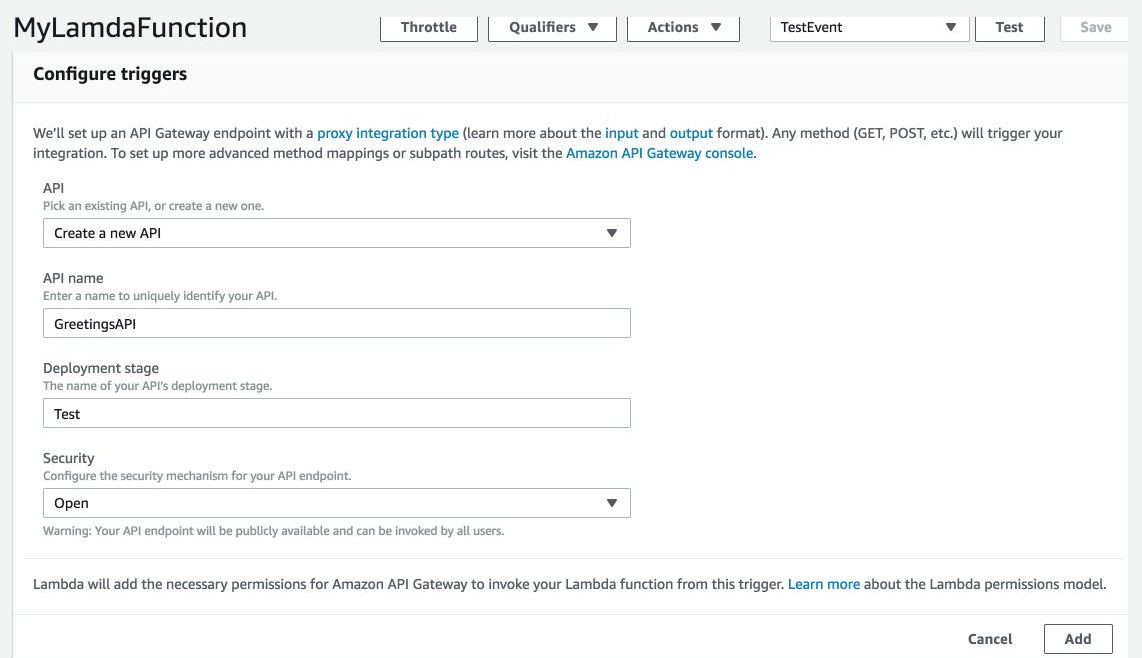 MyLamdaFunction Throttle Qualifiers Actions TestEvent Test Save
Configure triggers
We'll set up an API Gateway endpoint with a proxy integration type (learn more about the input and output format). Any method (GET, POST, etc.) will trigger your
integration. To set up more advanced method mappings or subpath routes, visit the Amazon API Gateway console.
API
Pick an existing API, or create a new one.
Create a new API
API name
Enter a name to uniquely identify your API.
GreetingsAPI
Deployment stage
The name of your API's deployment stage.
Test
Security
Configure the security mechanism for your API endpoint.
Open
Warning: Your API endpoint will be publicly available and can be invoked by all users.
Lambda will add the necessary permissions for Amazon API Gateway to invoke your Lambda function from this trigger. Learn more about the Lambda permissions model.
Cancel Add